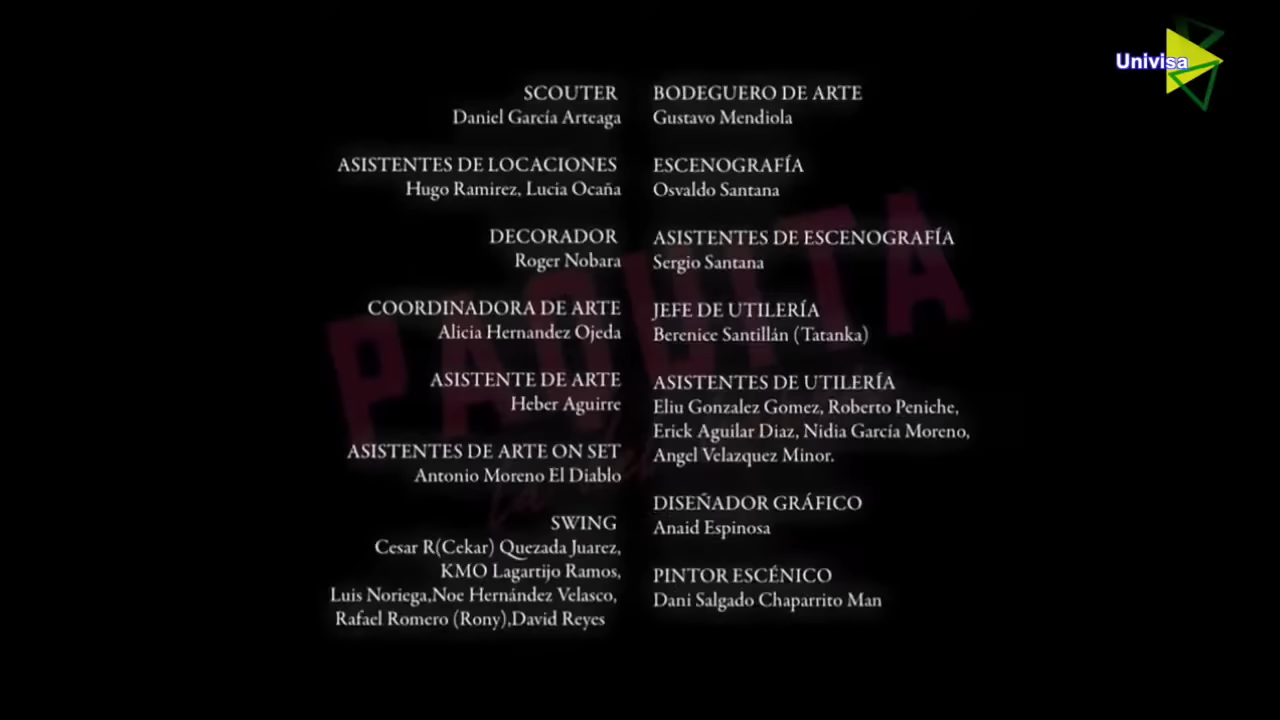 Univisa
SCOUTER
Daniel García Arteaga
ASISTENTES DE LOCACIONES
Hugo Ramirez, Lucia Ocaña
DECORADOR
Roger Nobara
COORDINADORA DE ARTE
Alicia Hernandez Ojeda
ASISTENTE DE ARTE
Heber Aguirre
ASISTENTES DE ARTE ON SET
Antonio Moreno El Diablo
SWING
Cesar R(Cekar) Quezada Juarez,
KMO Lagartijo Ramos,
Luis Noriega,Noe Hernández Velasco,
Rafael Romero (Rony),David Reyes
BODEGUERO DE ARTE
Gustavo Mendiola
ESCENOGRAFÍA
Osvaldo Santana
ASISTENTES DE ESCENOGRAFÍA
Sergio Santana
JEFE DE UTILERÍA
Berenice Santillán (Tatanka)
ASISTENTES DE UTILERÍA
Eliu Gonzalez Gomez, Roberto Peniche,
Erick Aguilar Diaz, Nidia García Moreno,
Angel Velazquez Minor.
DISEÑADOR GRÁFICO
Anaid Espinosa
PINTOR ESCÉNICO
Dani Salgado Chaparrito Man
PAQUITA